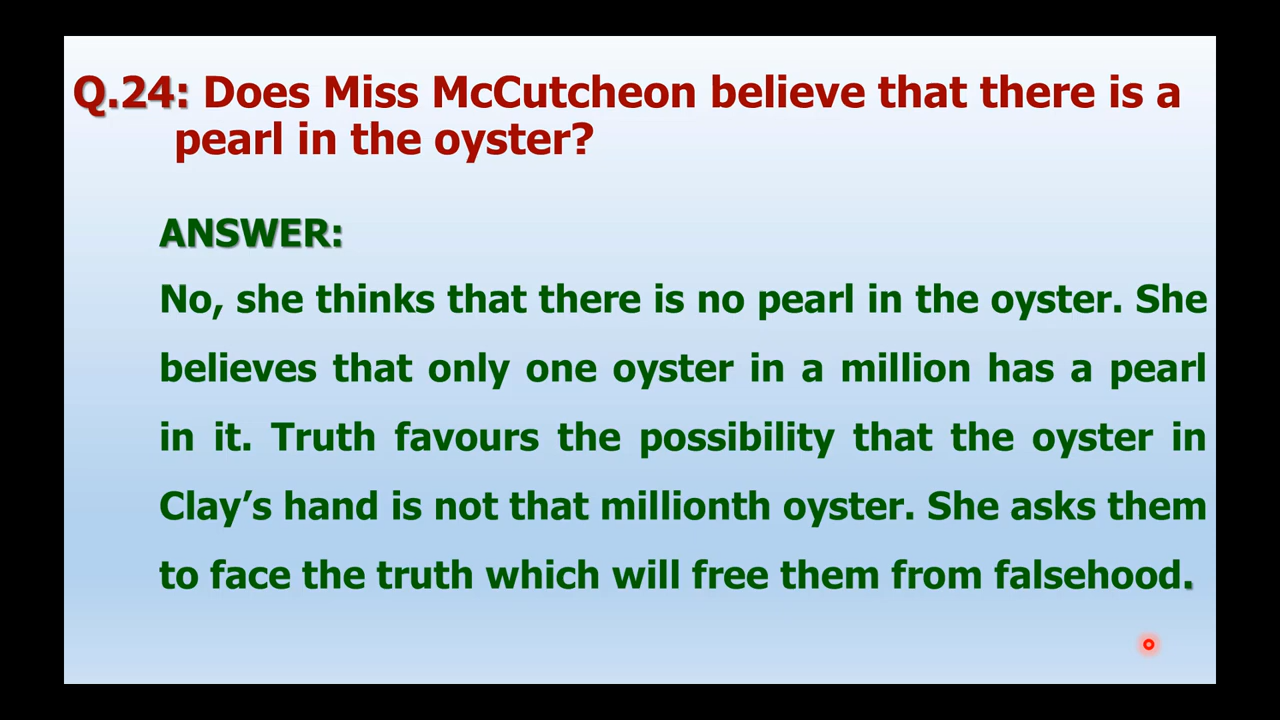 Q.24: Does Miss McCutcheon believe that there is a
pearl in the oyster?
ANSWER:
No, she thinks that there is no pearl in the oyster. She
believes that only one oyster in a million has a pearl
in it. Truth favours the possibility that the oyster in
Clay’s hand is not that millionth oyster. She asks them
to face the truth which will free them from falsehood.